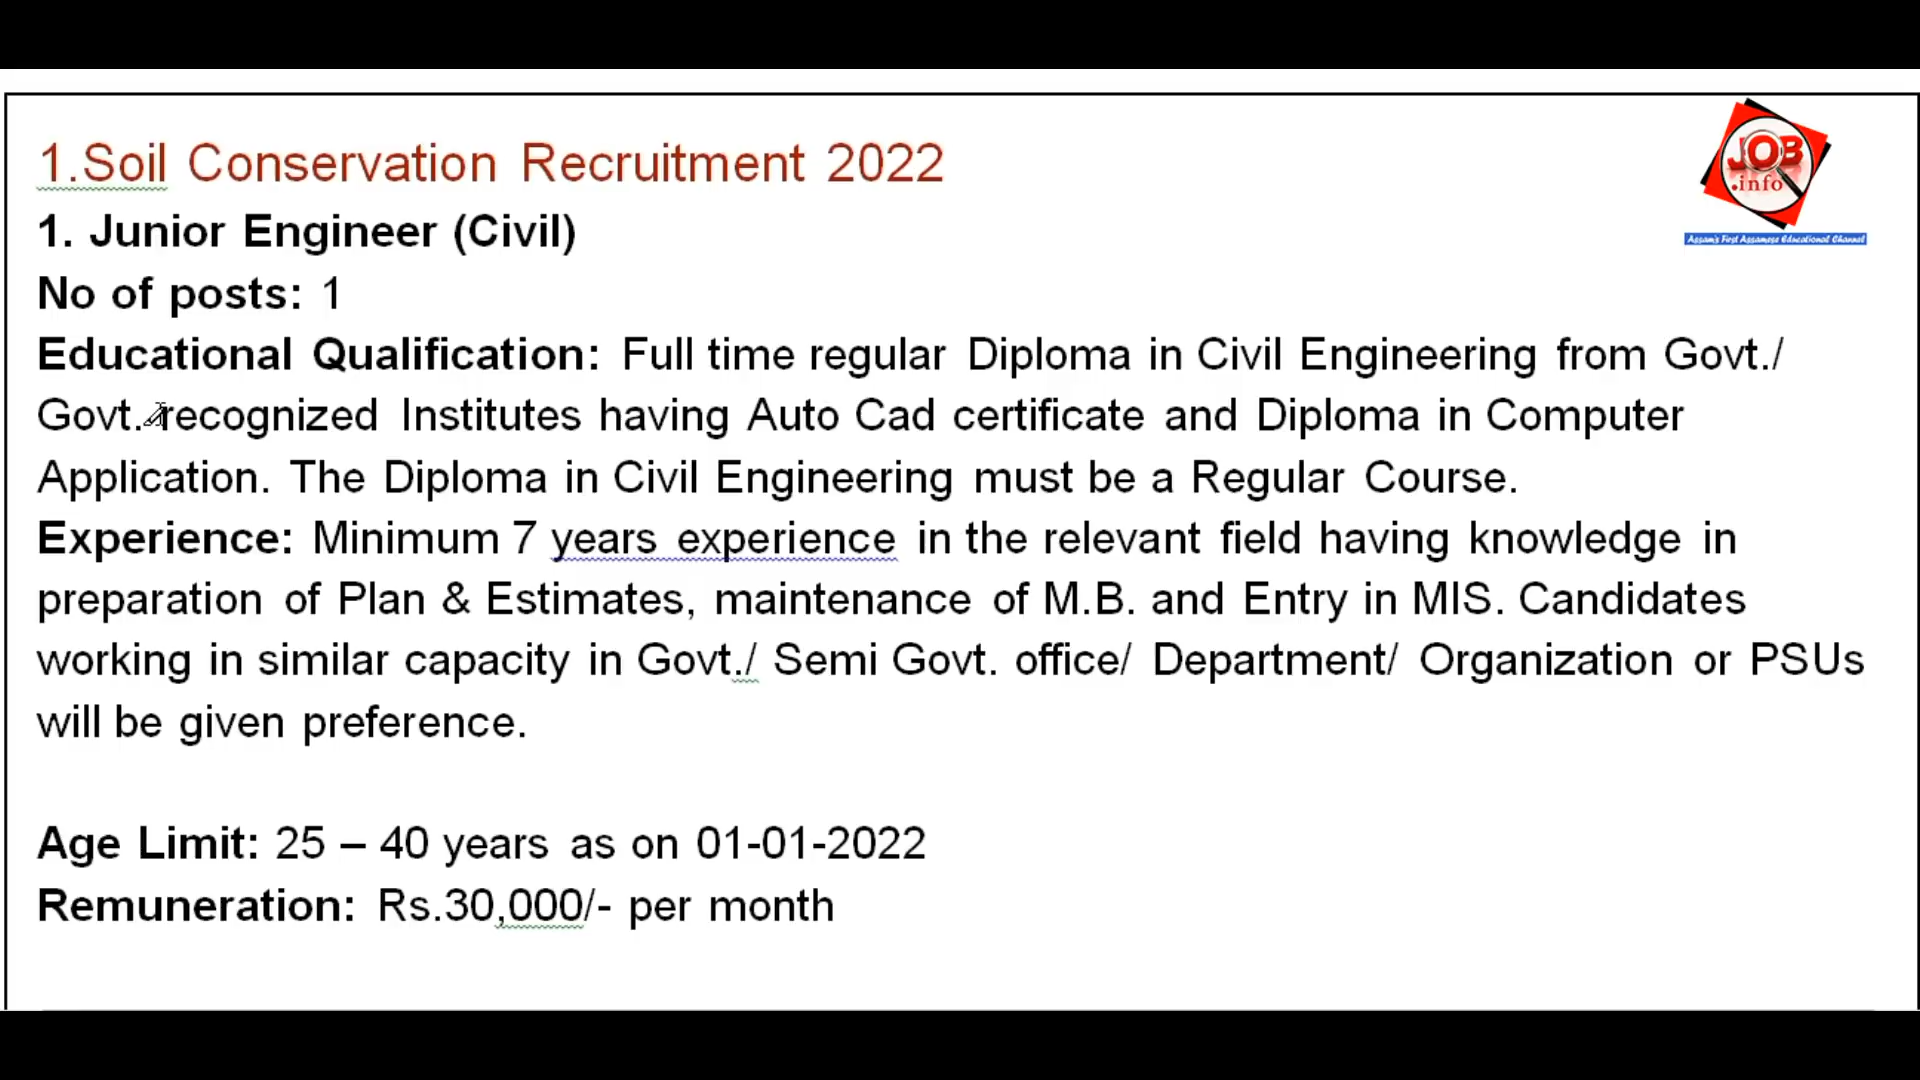 1.Soil Conservation Recruitment 2022
1. Junior Engineer (Civil)
No of posts: 1
Educational Qualification: Full time regular Diploma in Civil Engineering from Govt./
Govt. recognized Institutes having Auto Cad certificate and Diploma in Computer
Application. The Diploma in Civil Engineering must be a Regular Course.
Experience: Minimum 7 years experience in the relevant field having knowledge in
preparation of Plan & Estimates, maintenance of M.B. and Entry in MIS. Candidates
working in similar capacity in Govt./ Semi Govt. office/ Department/ Organization or PSUs
will be given preference.
Age Limit: 25 – 40 years as on 01-01-2022
Remuneration: Rs.30,000/- per month
JOB
.info
Assam's First Assamese Educational Channel